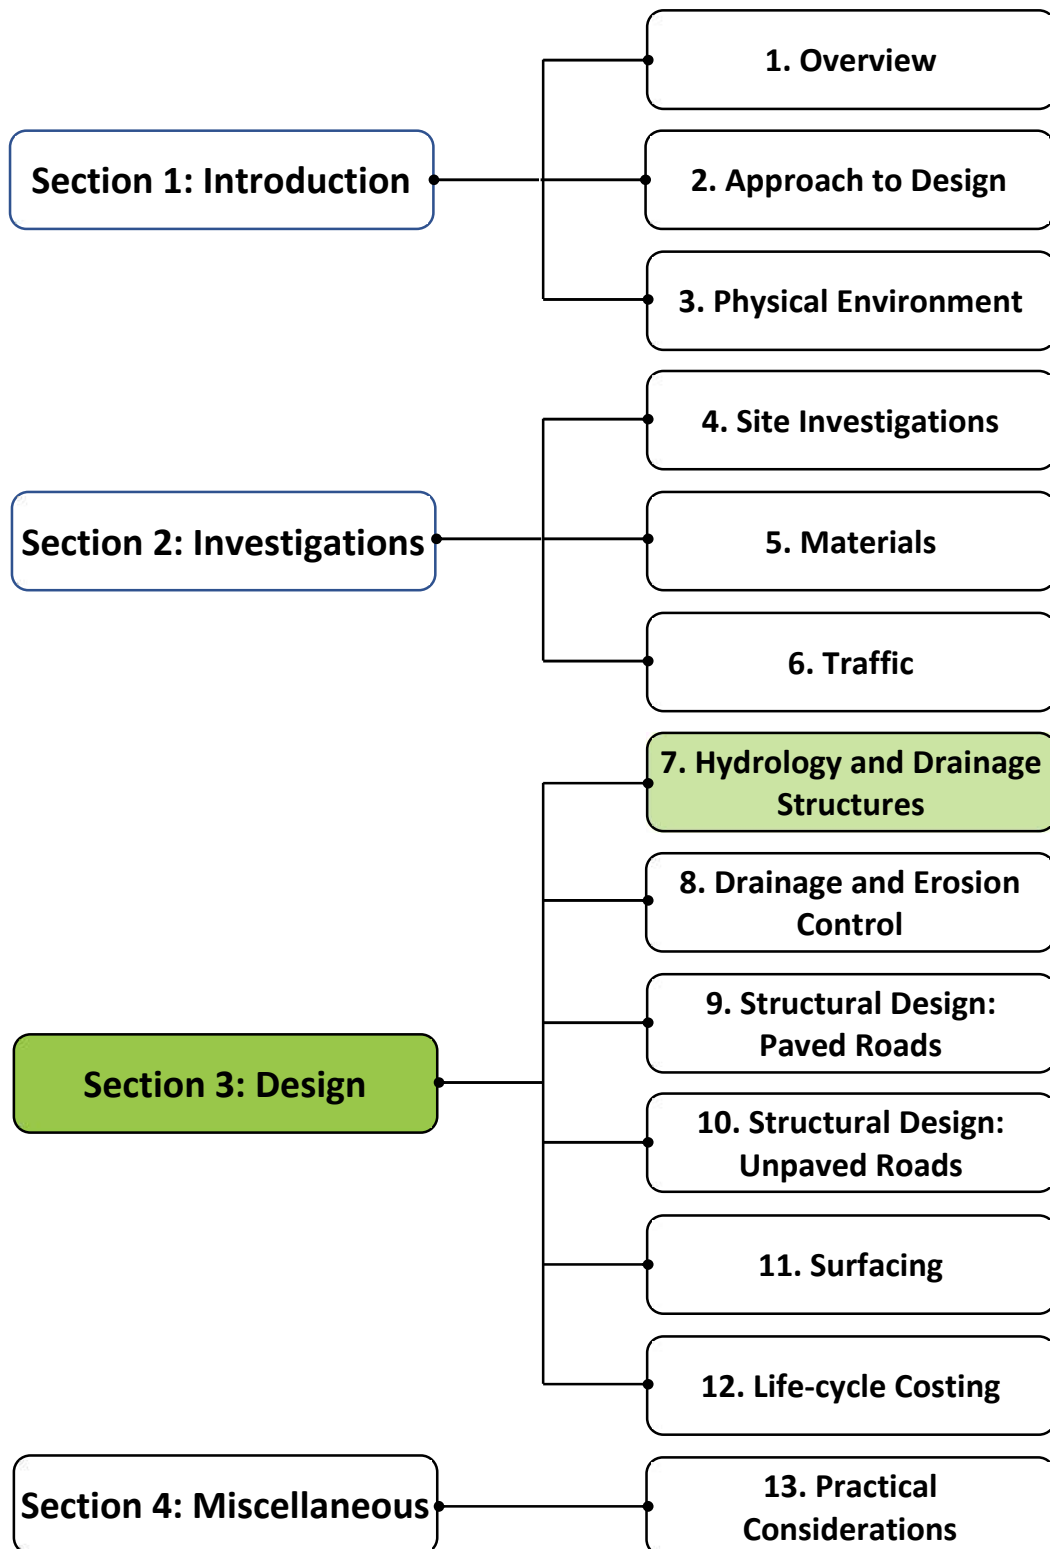 Section 1: Introduction
1. Overview
2. Approach to Design
3. Physical Environment
Section 2: Investigations
4. Site Investigations
5. Materials
6. Traffic
Section 3: Design
7. Hydrology and Drainage
Structures
8. Drainage and Erosion
Control
9. Structural Design:
Paved Roads
10. Structural Design:
Unpaved Roads
11. Surfacing
12. Life-cycle Costing
Section 4: Miscellaneous
13. Practical
Considerations